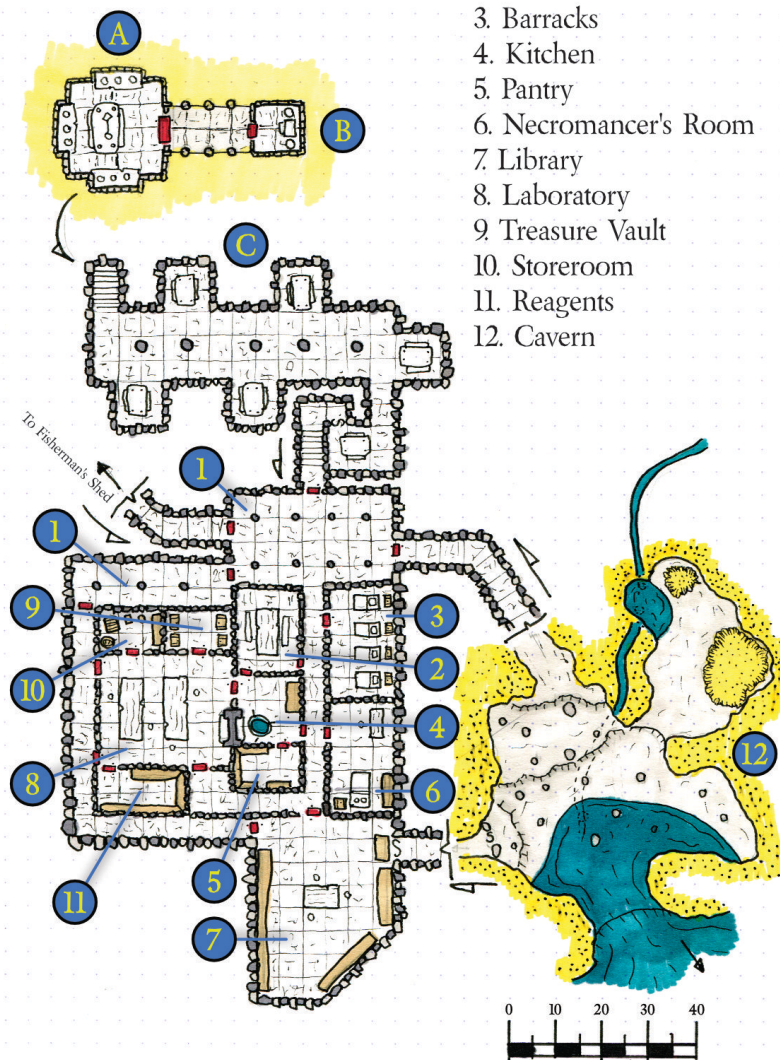 A
B
C
3. Barracks
4. Kitchen
5. Pantry
6. Necromancer's Room
7. Library
8. Laboratory
9. Treasure Vault
10. Storeroom
11. Reagents
12. Cavern
To Fisherman's Shed
1
1
9
3
2
10
4
12
8
6
5
11
7
S
S
0 10 20 30 40